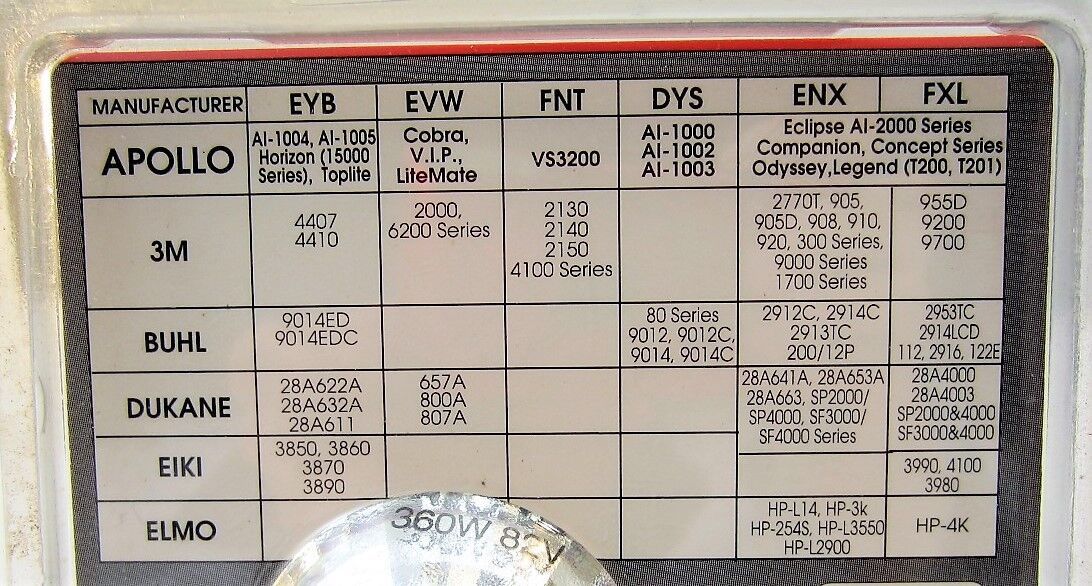 MANUFACTURER EYB EVW FNT DYS ENX FXL
APOLLO
AI-1004, AI-1005
Horizon (15000
Series), Toplite
Cobra,
V.I.P.,
LiteMate
VS3200
AI-1000
AI-1002
AI-1003
Eclipse AI-2000 Series
Companion, Concept Series
Odyssey,Legend (T200, T201)
3M
4407
4410
2000,
6200 Series
2130
2140
2150
4100 Series
2770T, 905,
905D, 908, 910,
920, 300 Series,
9000 Series
1700 Series
955D
9200
9700
BUHL
9014ED
9014EDC
80 Series
9012, 9012C,
9014, 9014C
2912C, 2914C
2913TC
200/12P
2953TC
2914LCD
112, 2916, 122E
DUKANE
28A622A
28A632A
28A611
657A
800A
807A
28A641A, 28A653A
28A663, SP2000/
SP4000, SF3000/
SF4000 Series
28A4000
28A4003
SP2000&4000
SF3000&4000
EIKI
3850, 3860
3870
3890
3990, 4100
3980
ELMO
HP-L14, HP-3k
HP-254S, HP-L3550
HP-L2900
HP-4K
360W 82V